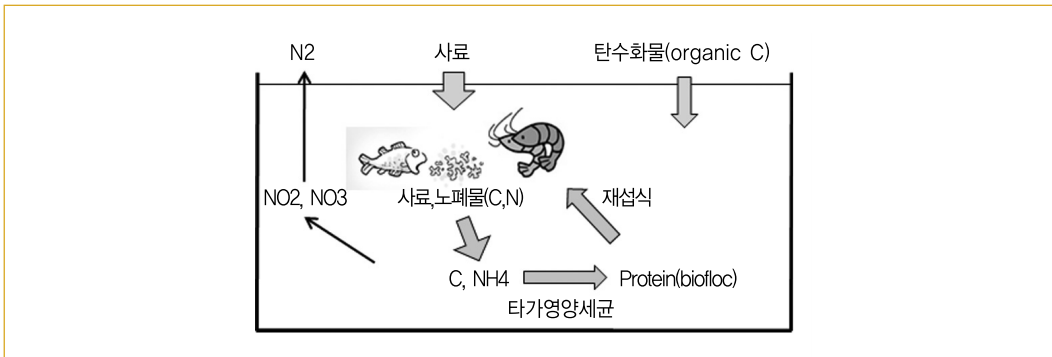 N2 사료 탄수화물(organic C)
NO2, NO3 사료,노폐물(C,N) 재섭식
C, NH4 Protein(biofloc)
타가영양세균